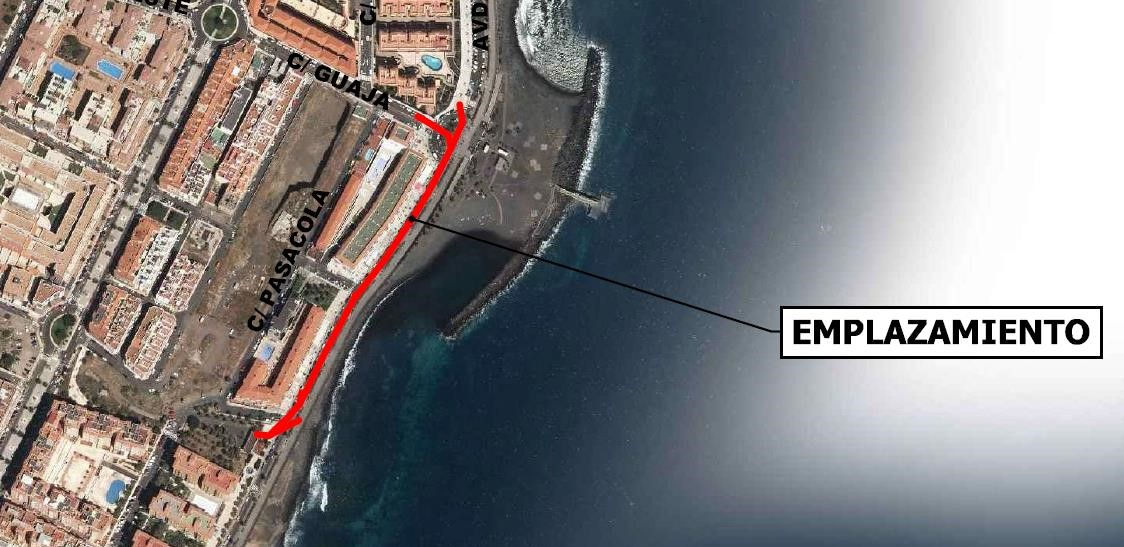 C/
AVD
C/ GUAJA
C/ PASACOLA
EMPLAZAMIENTO